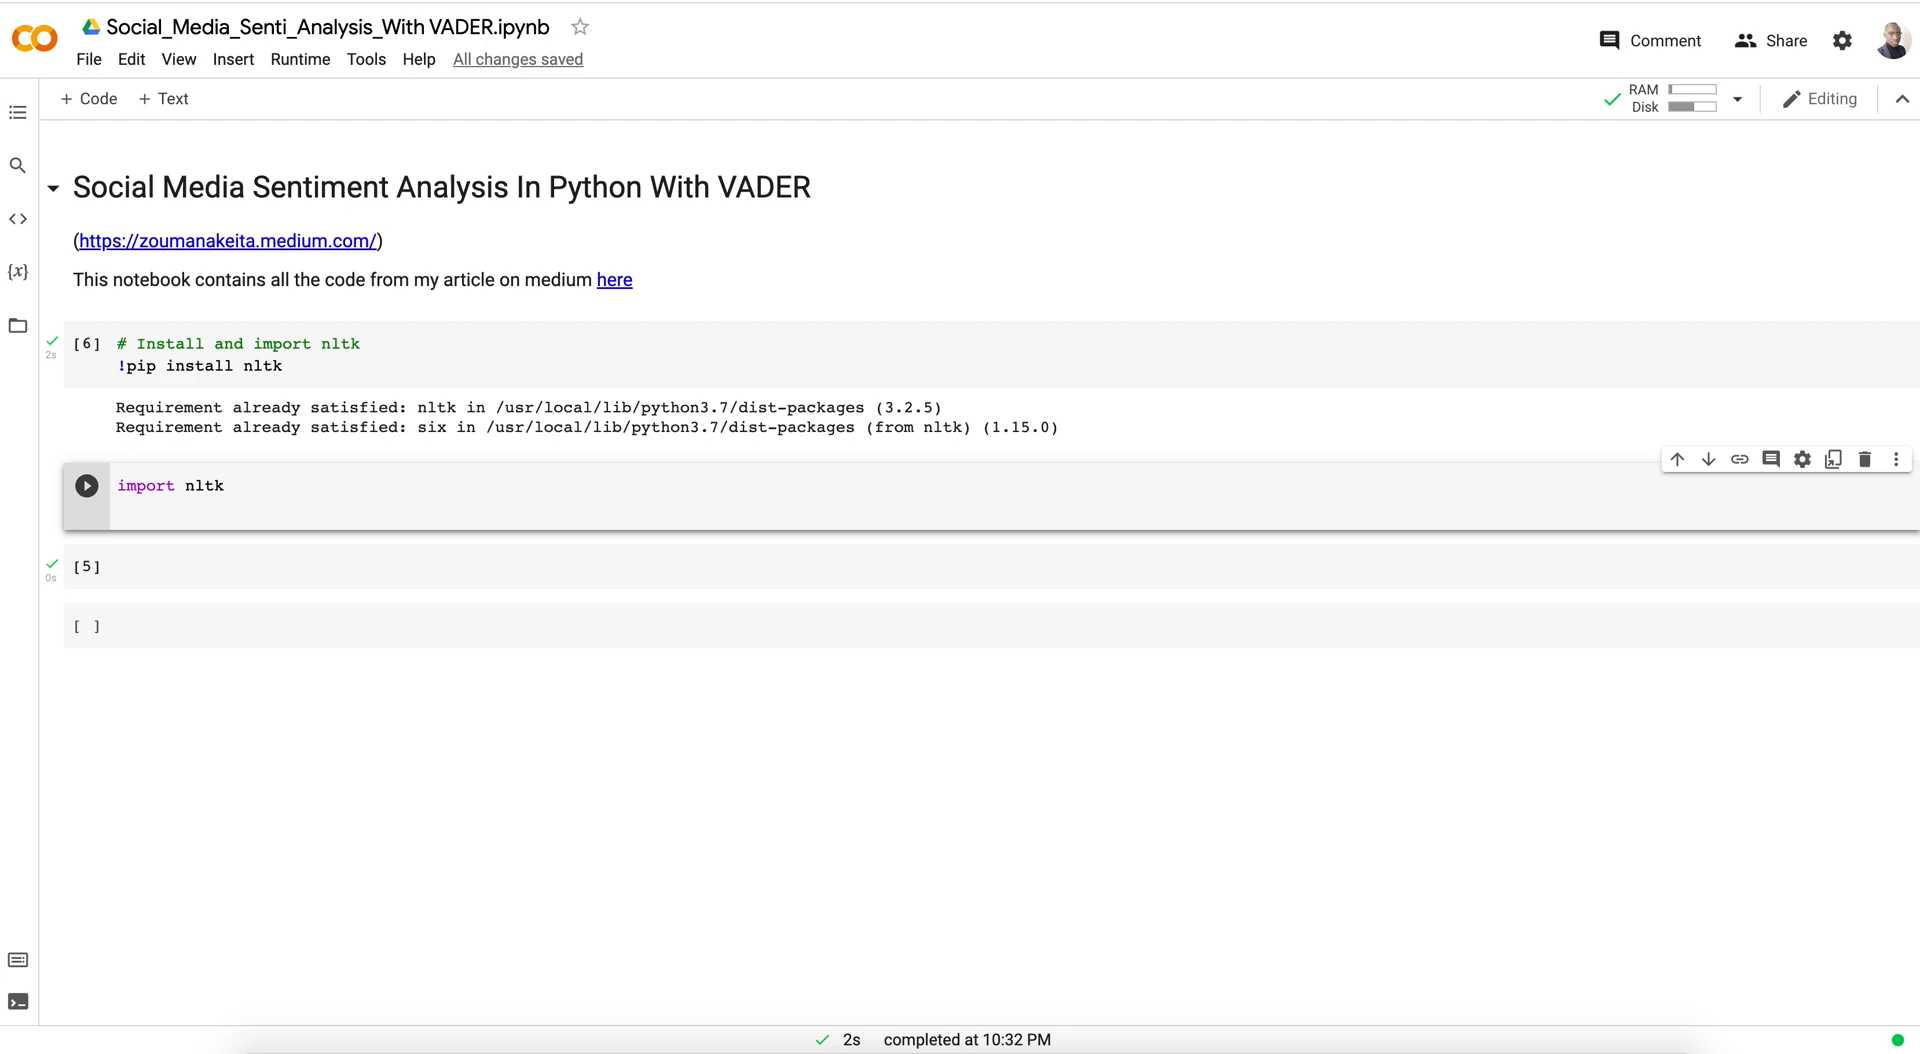 Social_Media_Senti_Analysis_With VADER.ipynb
File Edit View Insert Runtime Tools Help All changes saved
Comment Share
+ Code + Text
RAM
Disk
Editing
Social Media Sentiment Analysis In Python With VADER
(https://zoumanakeita.medium.com/)
This notebook contains all the code from my article on medium here
{x}
2s
[6] # Install and import nltk
!pip install nltk
Requirement already satisfied: nltk in /usr/local/lib/python3.7/dist-packages (3.2.5)
Requirement already satisfied: six in /usr/local/lib/python3.7/dist-packages (from nltk) (1.15.0)
import nltk
[5]
0s
[ ]
2s completed at 10:32 PM